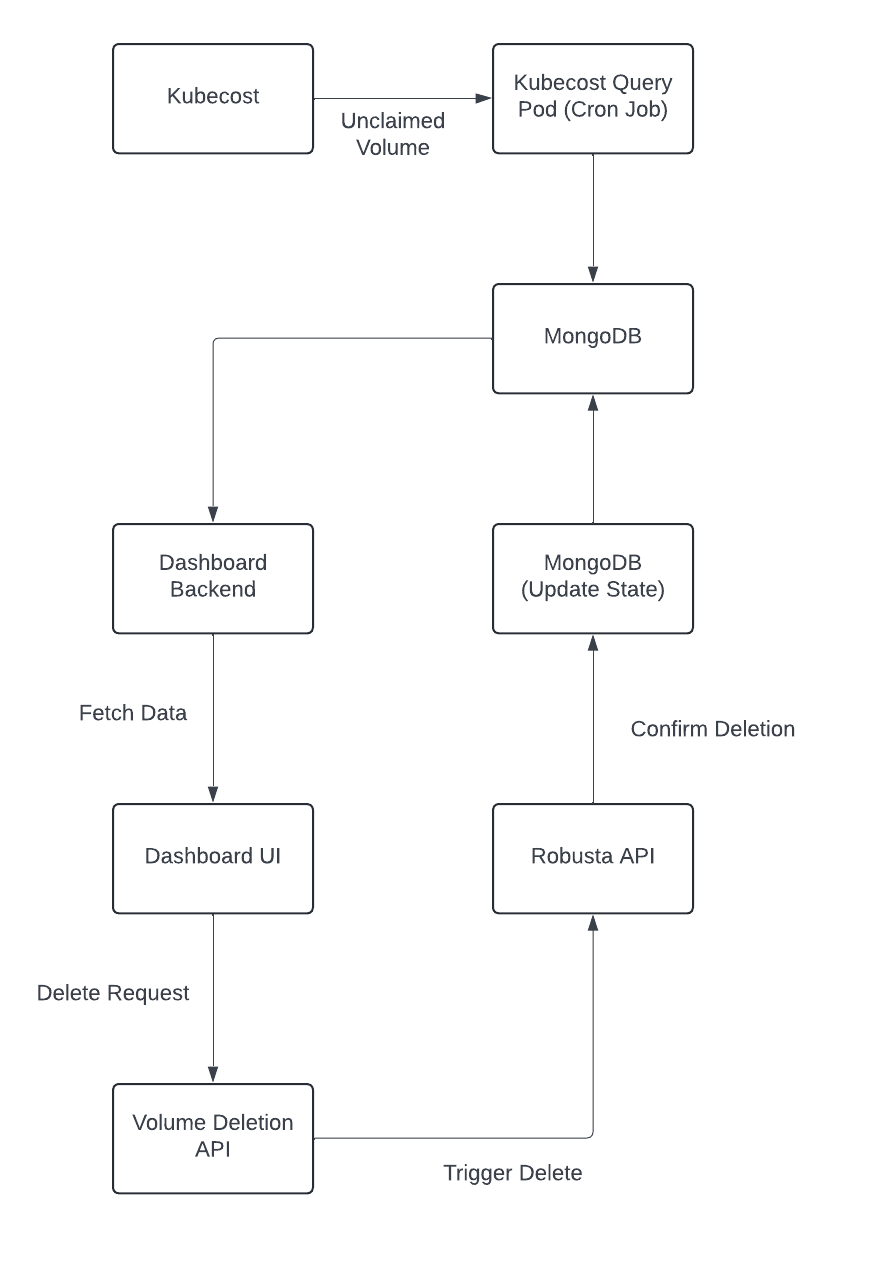 Kubecost
Kubecost Query
Pod (Cron Job)
Unclaimed
Volume
MongoDB
Dashboard
Backend
MongoDB
(Update State)
Fetch Data
Confirm Deletion
Dashboard UI
Robusta API
Delete Request
Volume Deletion
API
Trigger Delete